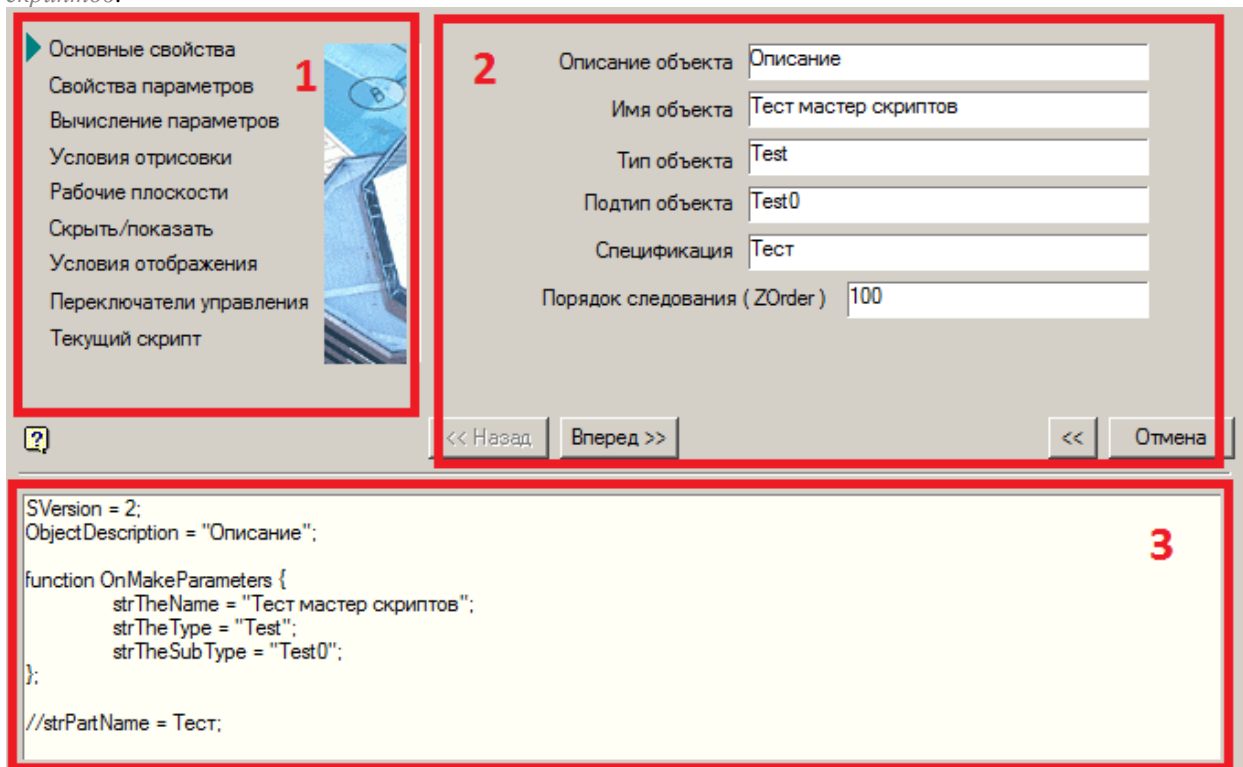 скриптов.
Основные свойства
Свойства параметров
Вычисление параметров
Условия отрисовки
Рабочие плоскости
Скрыть/показать
Условия отображения
Переключатели управления
Текущий скрипт
1
B
2
Описание объекта Описание
Имя объекта Тест мастер скриптов
Тип объекта Test
Подтип объекта Test0
Спецификация Тест
Порядок следования ( ZOrder ) 100
?
<< Назад Вперед >> << Отмена
3
SVersion = 2;
ObjectDescription = "Описание";
function OnMakeParameters {
strTheName = "Тест мастер скриптов";
strTheType = "Test";
strTheSubType = "Test0";
};
//strPartName = Тест;